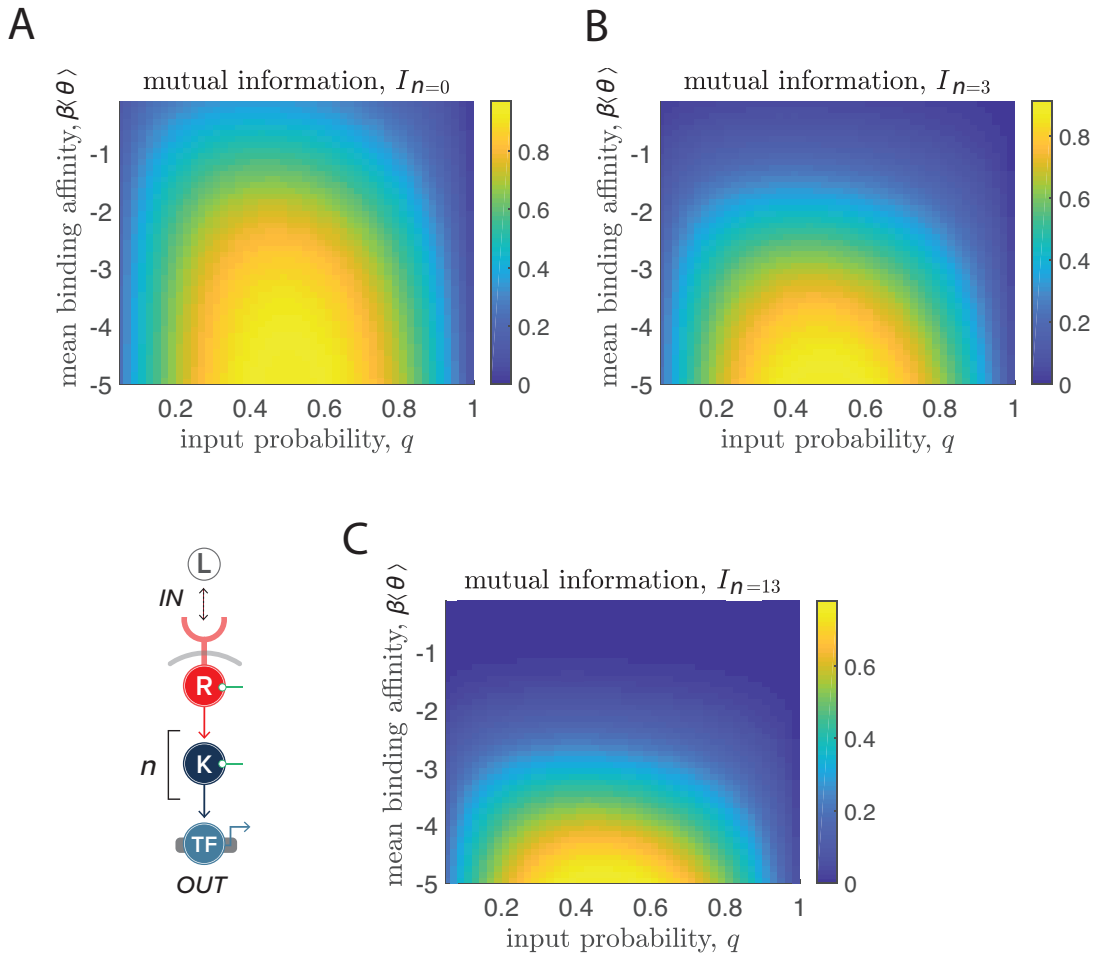 A
mutual information, I n=0
mean binding affinity, β⟨θ⟩
-1
-2
-3
-4
-5
0.2
0.4
0.6
0.8
1
input probability, q
0.8
0.6
0.4
0.2
0
B
mutual information, I n=3
mean binding affinity, β⟨θ⟩
-1
-2
-3
-4
-5
0.2
0.4
0.6
0.8
1
input probability, q
0.8
0.6
0.4
0.2
0
L
IN
R
n
K
TF
OUT
C
mutual information, I n=13
mean binding affinity, β⟨θ⟩
-1
-2
-3
-4
-5
0.2
0.4
0.6
0.8
1
input probability, q
0.6
0.4
0.2
0